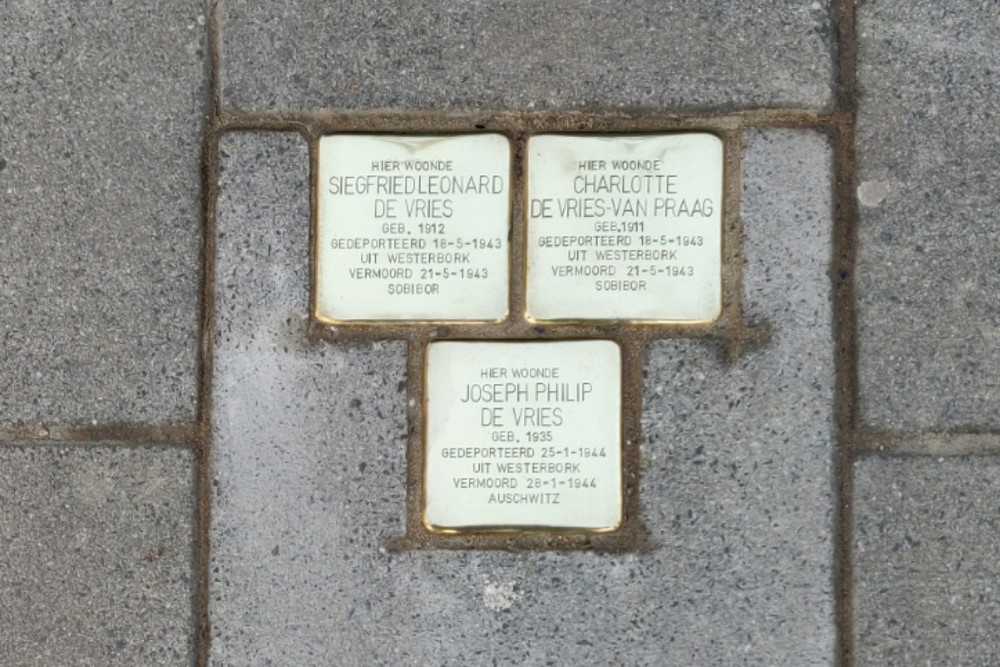 HIER WOONDE
SIEGFRIED LEONARD
DE VRIES
GEB. 1912
GEDEPORTEERD 18-5-1943
UIT WESTERBORK
VERMOORD 21-5-1943
SOBIBOR
HIER WOONDE
CHARLOTTE
DE VRIES-VAN PRAAG
GEB.1911
GEDEPORTEERD 18-5-1943
UIT WESTERBORK
VERMOORD 21-5-1943
SOBIBOR
HIER WOONDE
JOSEPH PHILIP
DE VRIES
GEB. 1935
GEDEPORTEERD 25-1-1944
UIT WESTERBORK
VERMOORD 28-1-1944
AUSCHWITZ